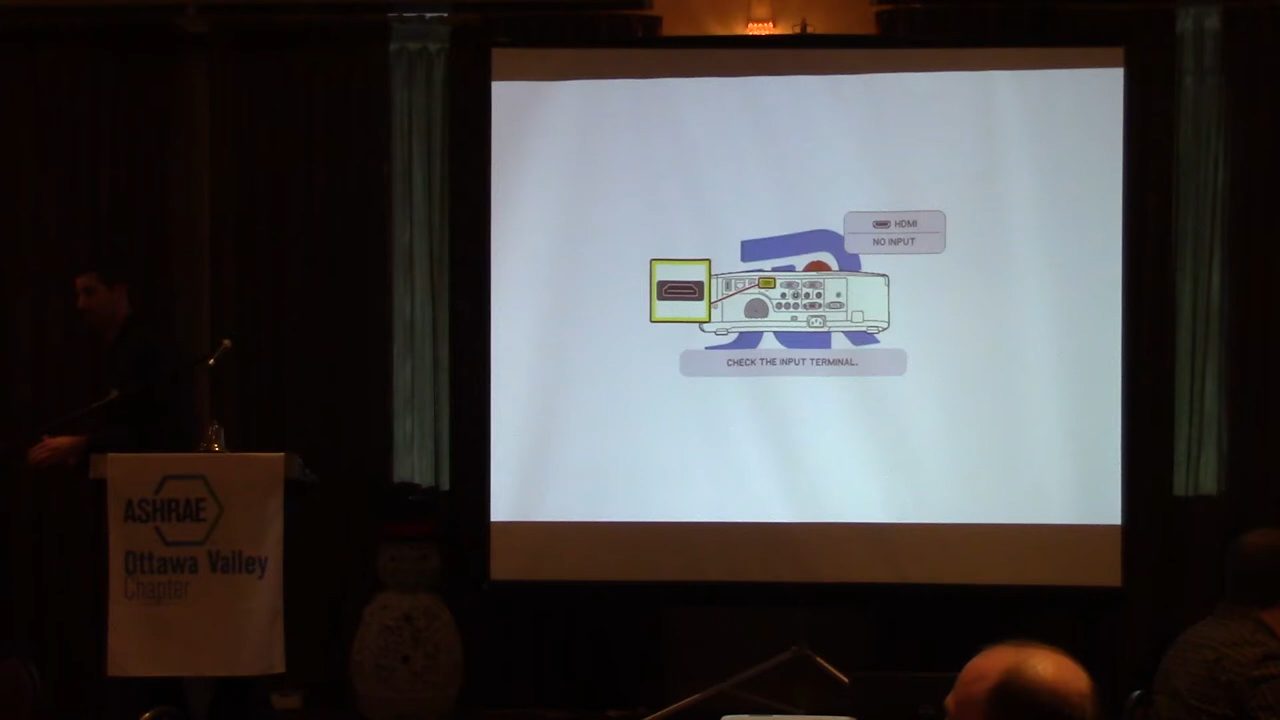 HDMI
NO INPUT
CHECK THE INPUT TERMINAL.
ASHRAE
Ottawa Valley
Chapter